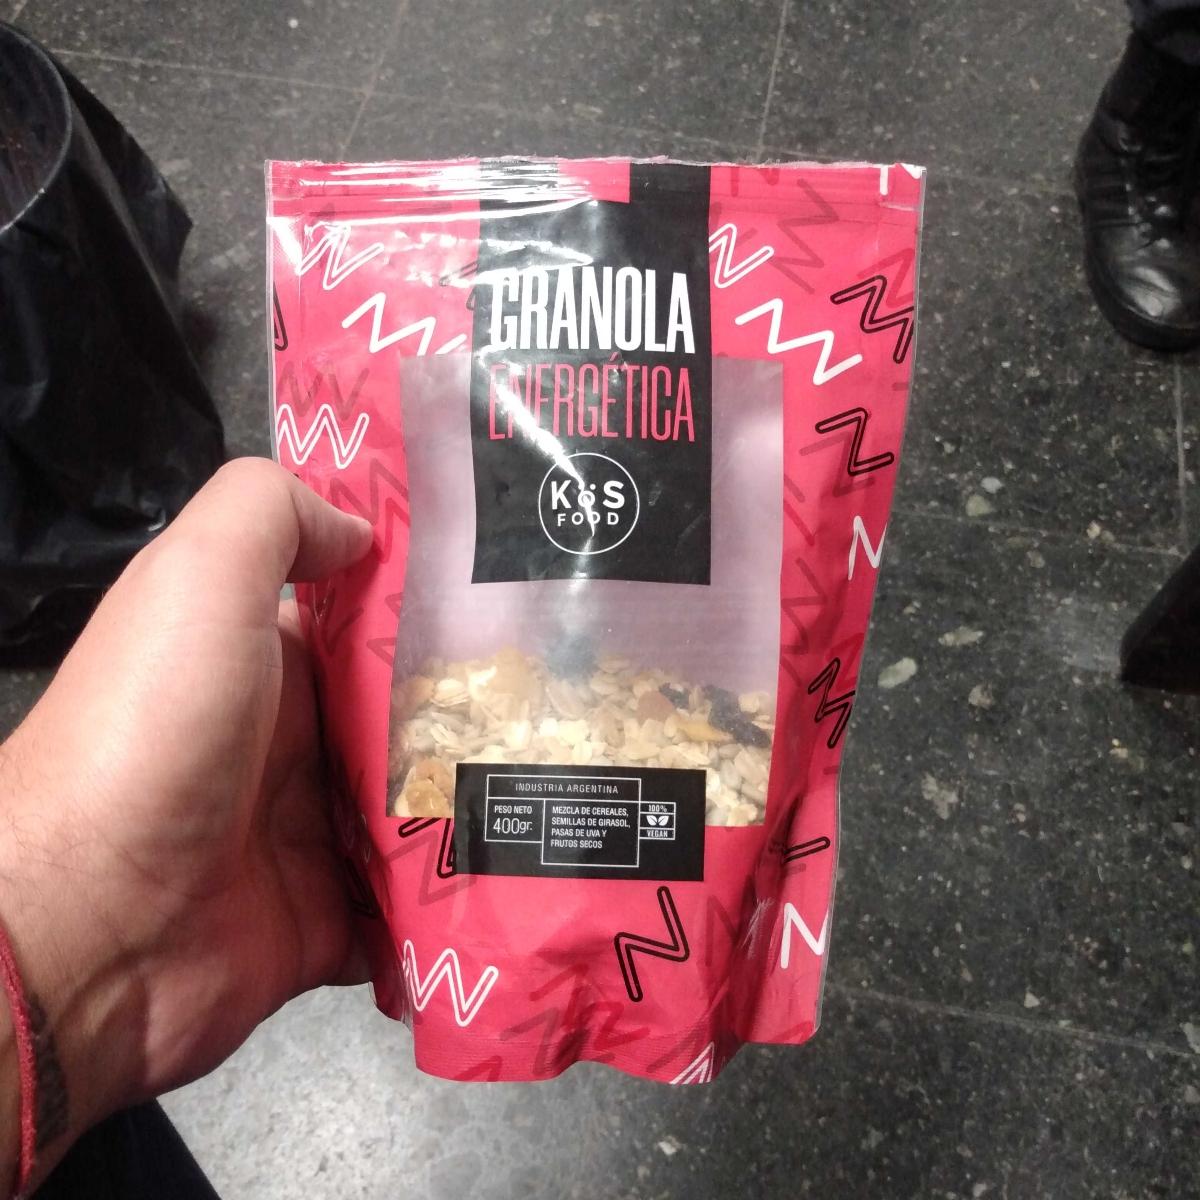 GRANOLA
ENERGÉTICA
KöS
FOOD
INDUSTRIA ARGENTINA
PESO NETO
400gr.
MEZCLA DE CEREALES,
SEMILLAS DE GIRASOL,
PASAS DE UVA Y
FRUTOS SECOS
100%
VEGAN